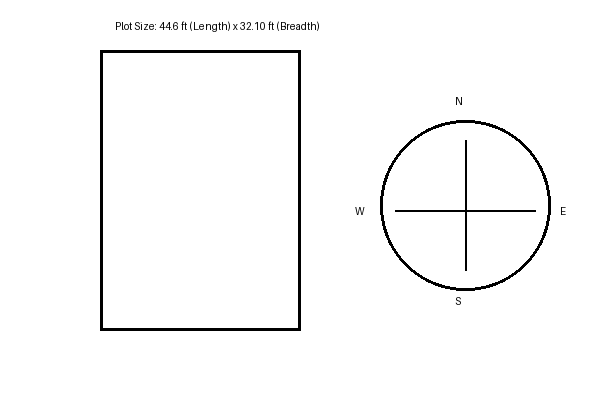 Plot Size: 44.6 ft (Length) x 32.10 ft (Breadth)
N
W
E
S